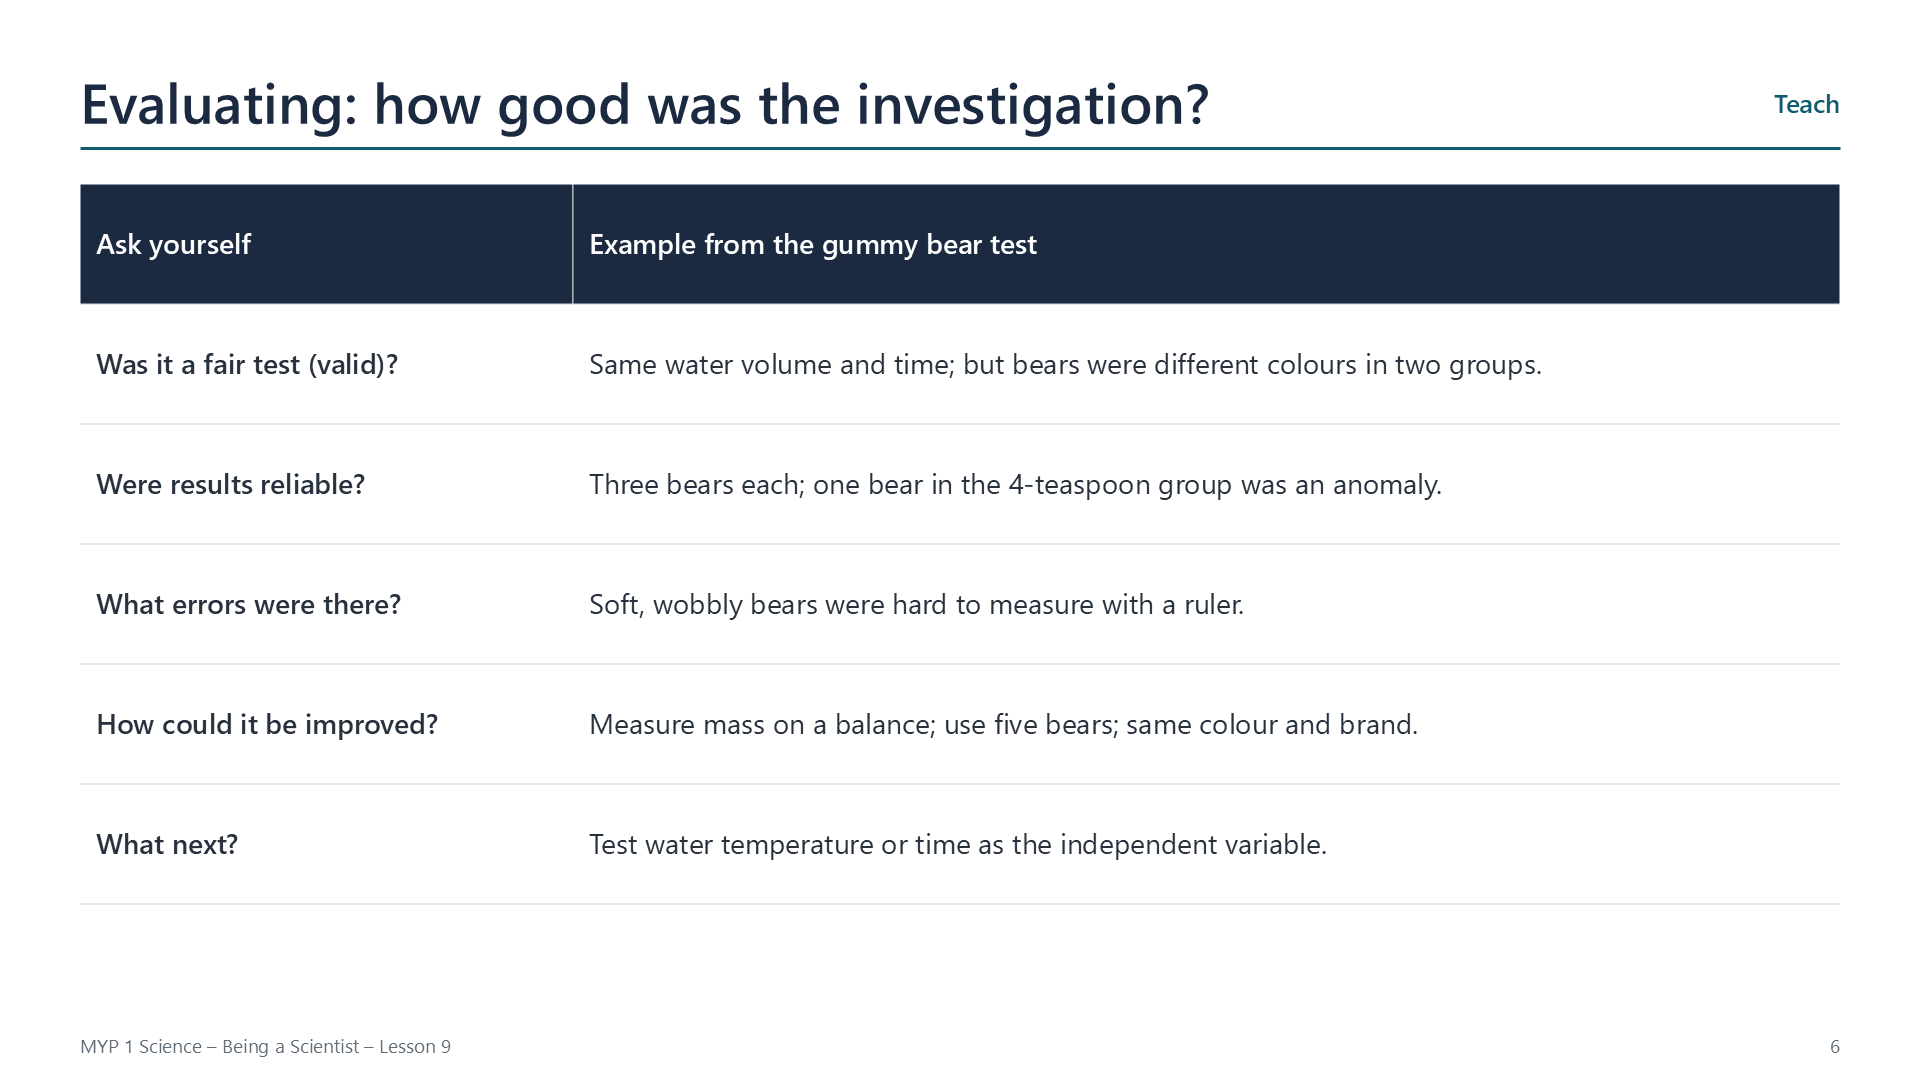 Evaluating: how good was the investigation?
Teach
Ask yourself
Example from the gummy bear test
Was it a fair test (valid)?
Same water volume and time; but bears were different colours in two groups.
Were results reliable?
Three bears each; one bear in the 4-teaspoon group was an anomaly.
What errors were there?
Soft, wobbly bears were hard to measure with a ruler.
How could it be improved?
Measure mass on a balance; use five bears; same colour and brand.
What next?
Test water temperature or time as the independent variable.
MYP 1 Science – Being a Scientist – Lesson 9
6